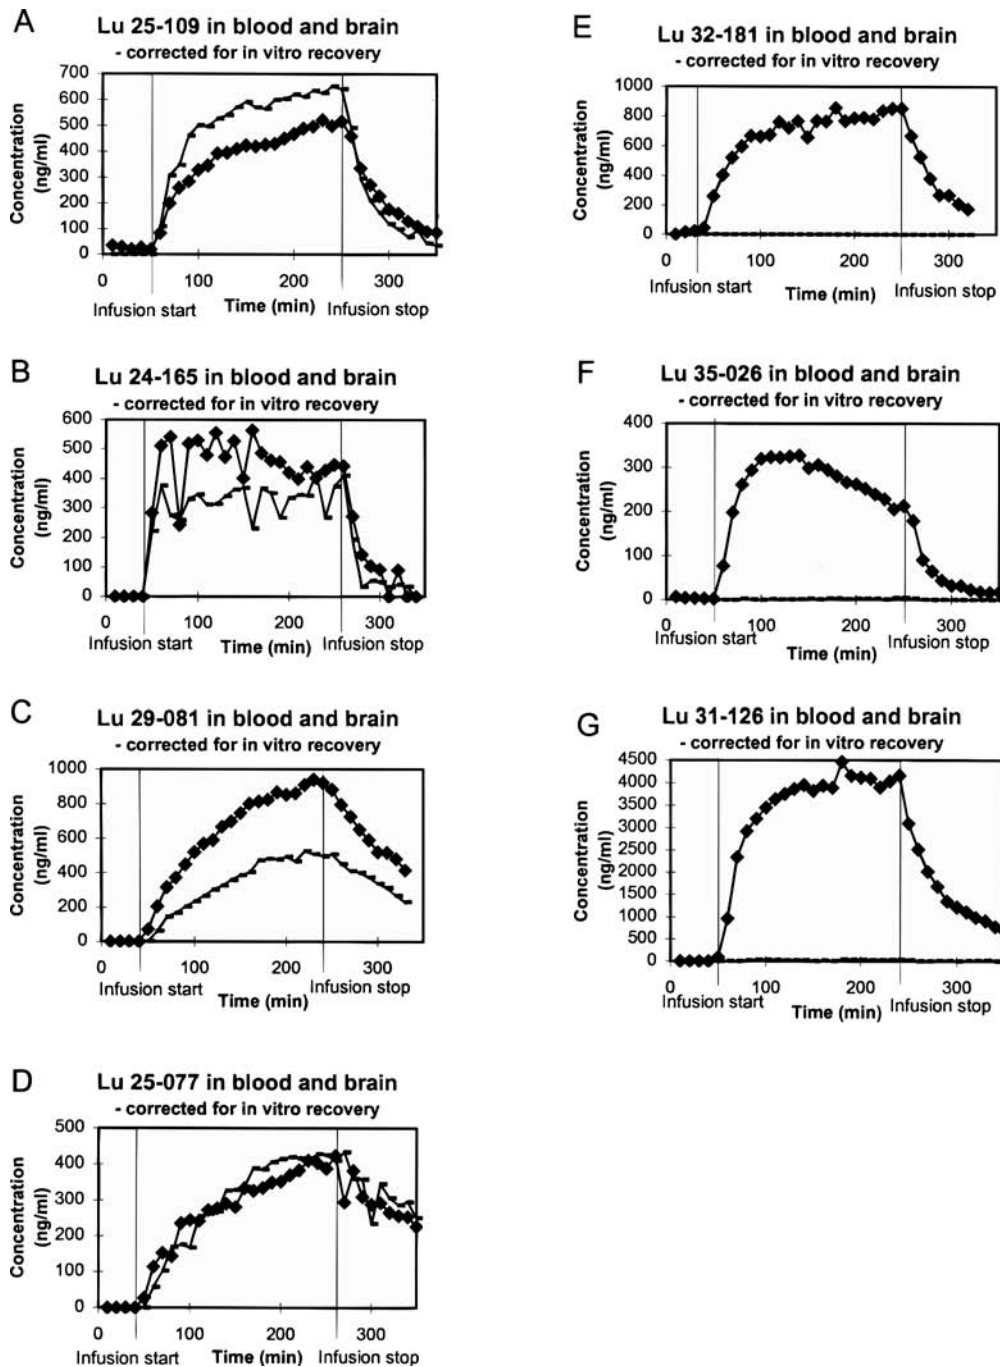 A
Lu 25-109 in blood and brain
- corrected for in vitro recovery
Concentration
(ng/ml)
700
600
500
400
300
200
100
0
0 100 200 300
Infusion start Time (min) Infusion stop
B
Lu 24-165 in blood and brain
- corrected for in vitro recovery
Concentration
(ng/ml)
600
500
400
300
200
100
0
0 100 200 300
Infusion start Time (min) Infusion stop
C
Lu 29-081 in blood and brain
- corrected for in vitro recovery
Concentration
(ng/ml)
1000
800
600
400
200
0
0 100 200 300
Infusion start Infusion stop
Time (min)
D
Lu 25-077 in blood and brain
- corrected for in vitro recovery
Concentration
(ng/ml)
500
400
300
200
100
0
0 100 200 300
Infusion start Time (min) Infusion stop
E
Lu 32-181 in blood and brain
- corrected for in vitro recovery
Concentration
(ng/ml)
1000
800
600
400
200
0
0 100 200 300
Infusion start Time (min) Infusion stop
F
Lu 35-026 in blood and brain
- corrected for in vitro recovery
Concentration
(ng/ml)
400
300
200
100
0
0 100 200 300
Infusion start Infusion stop
Time (min)
G
Lu 31-126 in blood and brain
- corrected for in vitro recovery
Concentration
(ng/ml)
4500
4000
3500
3000
2500
2000
1500
1000
500
0
0 100 200 300
Infusion start Infusion stop
Time (min)